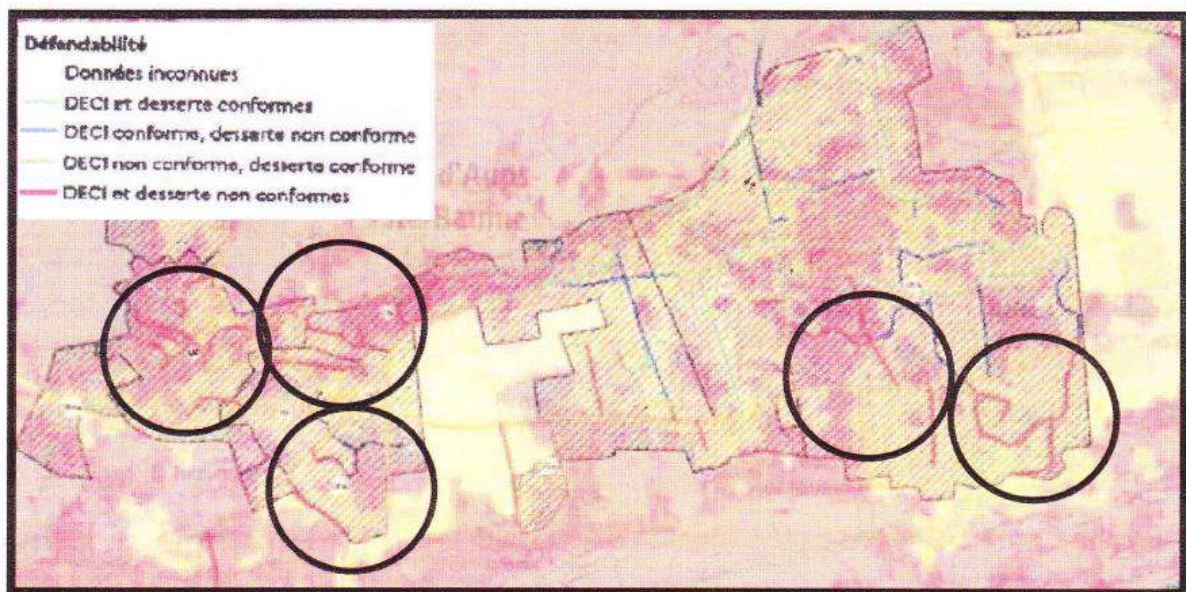 Défendabilité
Données inconnues
DECI et desserte conformes
DECI conforme, desserte non conforme
DECI non conforme, desserte conforme
DECI et desserte non conformes
d'Aups